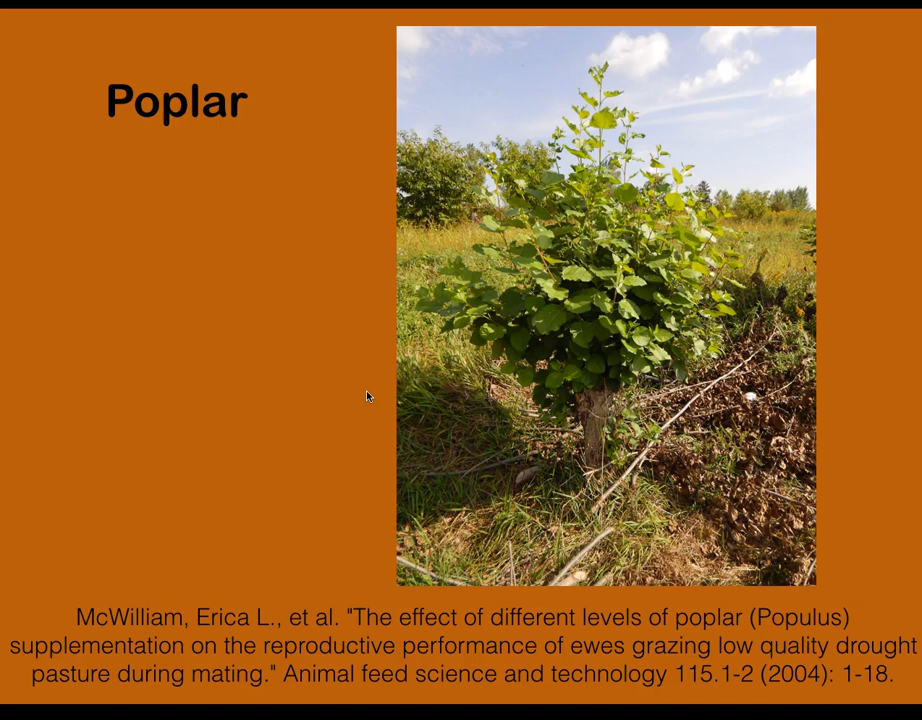 Poplar
McWilliam, Erica L., et al. "The effect of different levels of poplar (Populus)
supplementation on the reproductive performance of ewes grazing low quality drought
pasture during mating." Animal feed science and technology 115.1-2 (2004): 1-18.